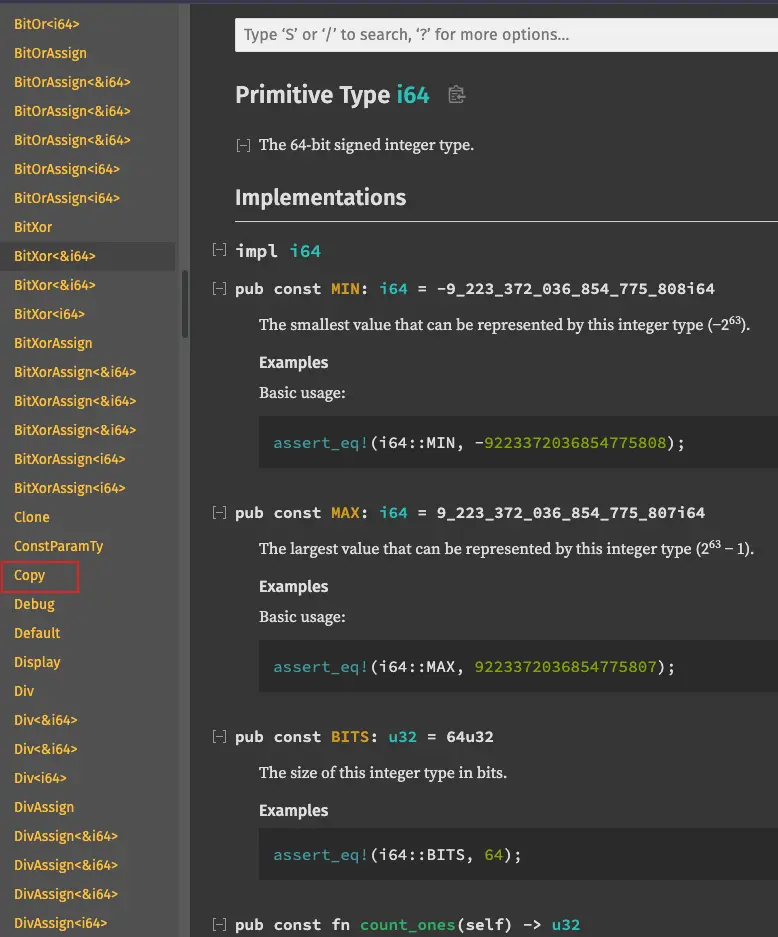 BitOr<i64>
BitOrAssign
BitOrAssign<&i64>
BitOrAssign<&i64>
BitOrAssign<&i64>
BitOrAssign<i64>
BitOrAssign<i64>
BitXor
BitXor<&i64>
BitXor<&i64>
BitXor<i64>
BitXorAssign
BitXorAssign<&i64>
BitXorAssign<&i64>
BitXorAssign<&i64>
BitXorAssign<i64>
BitXorAssign<i64>
Clone
ConstParamTy
Copy
Debug
Default
Display
Div
Div<&i64>
Div<&i64>
Div<i64>
DivAssign
DivAssign<&i64>
DivAssign<&i64>
DivAssign<&i64>
DivAssign<i64>
Type ‘S’ or ‘/’ to search, ‘?’ for more options…
Primitive Type i64
[−] The 64-bit signed integer type.
Implementations
[−] impl i64
[−] pub const MIN: i64 = -9_223_372_036_854_775_808i64
The smallest value that can be represented by this integer type (−2⁶³).
Examples
Basic usage:
assert_eq!(i64::MIN, -9223372036854775808);
[−] pub const MAX: i64 = 9_223_372_036_854_775_807i64
The largest value that can be represented by this integer type (2⁶³ − 1).
Examples
Basic usage:
assert_eq!(i64::MAX, 9223372036854775807);
[−] pub const BITS: u32 = 64u32
The size of this integer type in bits.
Examples
assert_eq!(i64::BITS, 64);
[−] pub const fn count_ones(self) -> u32